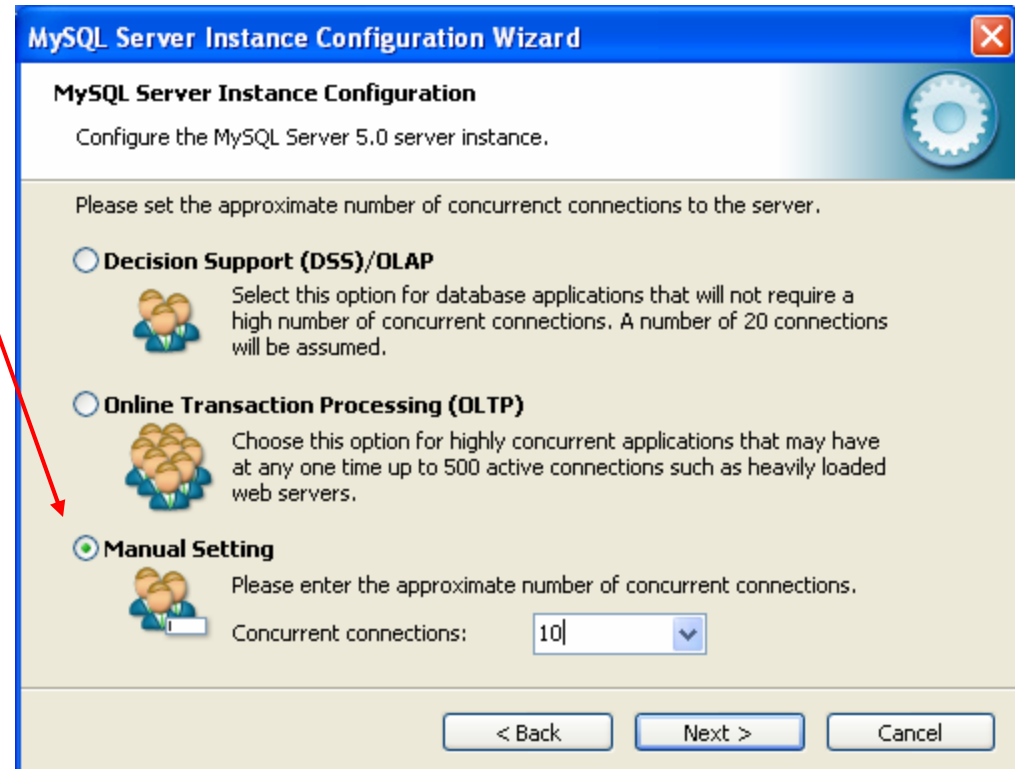 MySQL Server Instance Configuration Wizard
MySQL Server Instance Configuration
Configure the MySQL Server 5.0 server instance.
Please set the approximate number of concurrenct connections to the server.
Decision Support (DSS)/OLAP
Select this option for database applications that will not require a
high number of concurrent connections. A number of 20 connections
will be assumed.
Online Transaction Processing (OLTP)
Choose this option for highly concurrent applications that may have
at any one time up to 500 active connections such as heavily loaded
web servers.
Manual Setting
Please enter the approximate number of concurrent connections.
Concurrent connections: 10
< Back Next > Cancel